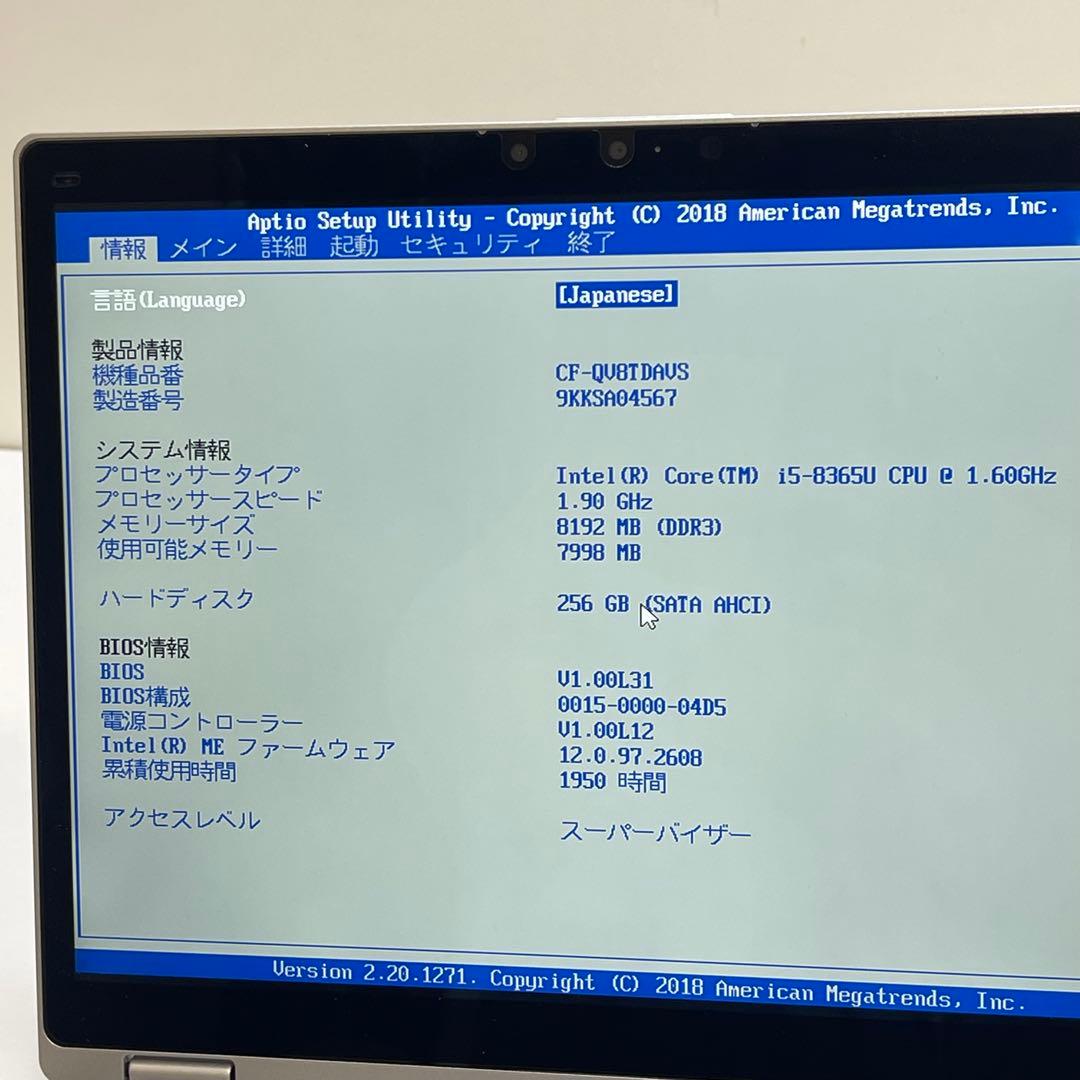 Aptio Setup Utility - Copyright (C) 2018 American Megatrends, Inc.
情報 メイン 詳細 起動 セキュリティ 終了
言語(Language) [Japanese]
製品情報
機種品番 CF-QV8TDAVS
製造番号 9KKSA04567
システム情報
プロセッサータイプ Intel(R) Core(TM) i5-8365U CPU @ 1.60GHz
プロセッサースピード 1.90 GHz
メモリーサイズ 8192 MB (DDR3)
使用可能メモリー 7998 MB
ハードディスク 256 GB (SATA AHCI)
BIOS情報
BIOS V1.00L31
BIOS構成 0015-0000-04D5
電源コントローラー V1.00L12
Intel(R) ME ファームウェア 12.0.97.2608
累積使用時間 1950 時間
アクセスレベル スーパーバイザー
Version 2.20.1271. Copyright (C) 2018 American Megatrends, Inc.